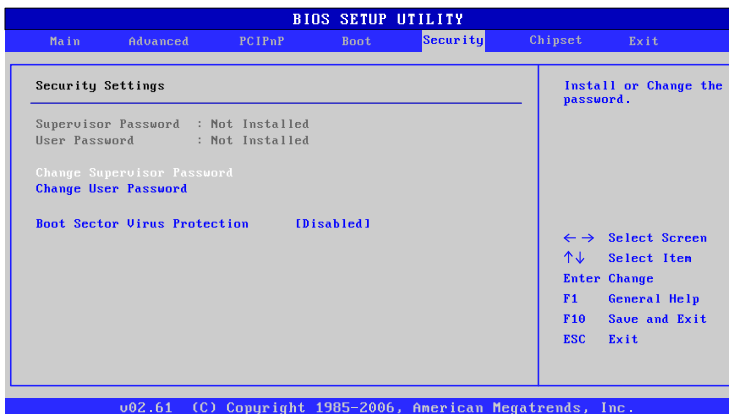 BIOS SETUP UTILITY
Main Advanced PCIPnP Boot Security Chipset Exit
Security Settings
Supervisor Password : Not Installed
User Password : Not Installed
Change Supervisor Password
Change User Password
Boot Sector Virus Protection [Disabled]
Install or Change the
password.
←→ Select Screen
↑↓ Select Item
Enter Change
F1 General Help
F10 Save and Exit
ESC Exit
v02.61 (C) Copyright 1985-2006, American Megatrends, Inc.